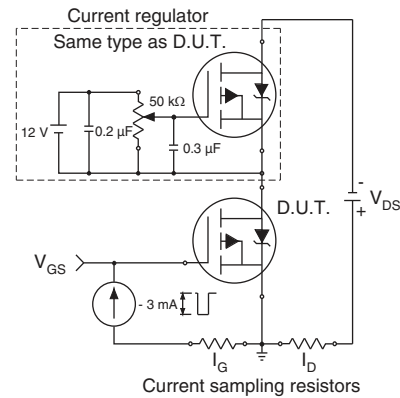 Current regulator
Same type as D.U.T.
50 kΩ
12 V
0.2 µF
0.3 µF
-
+
V_DS
D.U.T.
V_GS
- 3 mA
I_G
I_D
Current sampling resistors